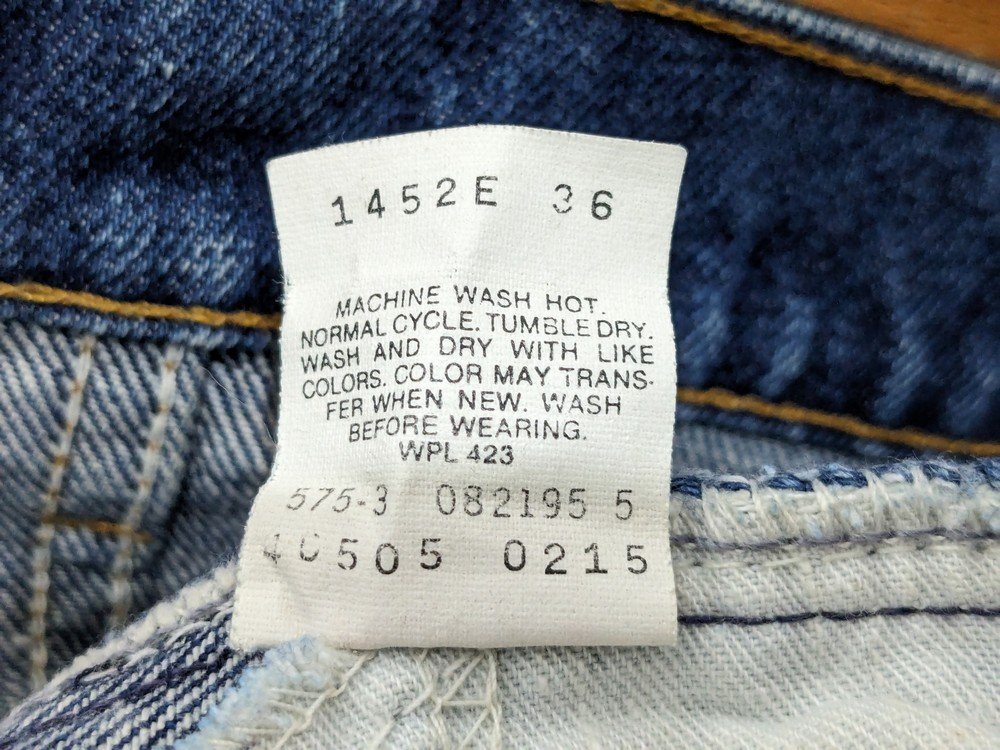 1452E 36
MACHINE WASH HOT.
NORMAL CYCLE. TUMBLE DRY.
WASH AND DRY WITH LIKE
COLORS. COLOR MAY TRANS-
FER WHEN NEW. WASH
BEFORE WEARING.
WPL 423
575-3 082195 5
40505 0215